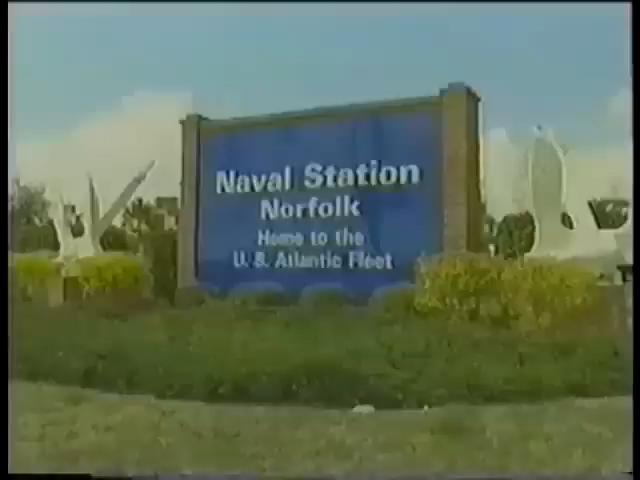 Naval Station
Norfolk
Home to the
U. S. Atlantic Fleet